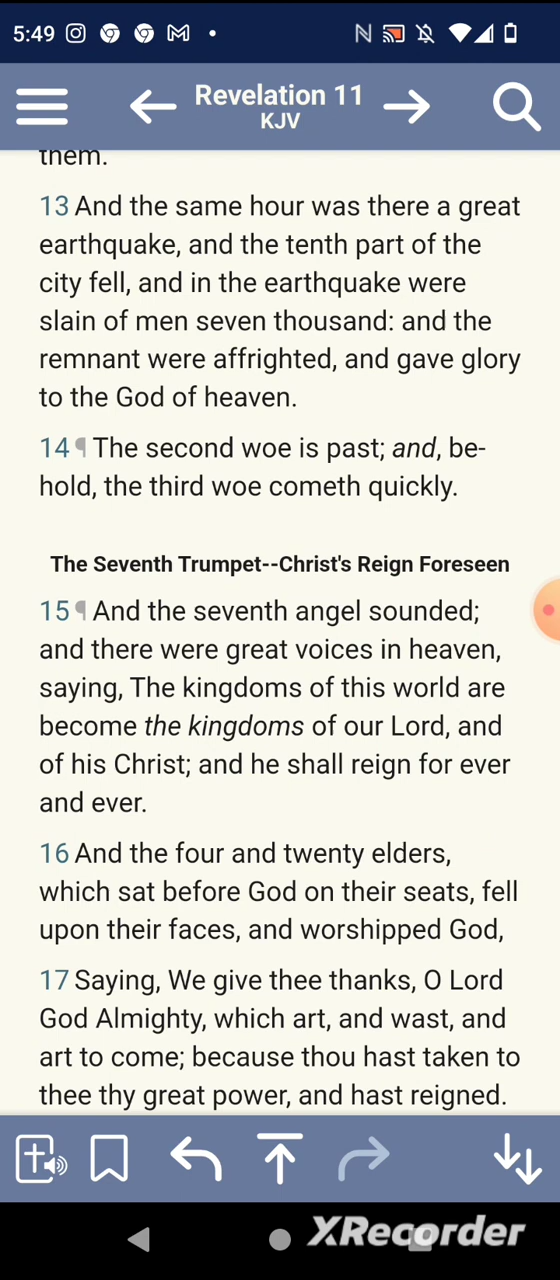 5:49
Revelation 11
KJV
them.
13 And the same hour was there a great
earthquake, and the tenth part of the
city fell, and in the earthquake were
slain of men seven thousand: and the
remnant were affrighted, and gave glory
to the God of heaven.
14 ¶ The second woe is past; and, be-
hold, the third woe cometh quickly.
The Seventh Trumpet--Christ's Reign Foreseen
15 ¶ And the seventh angel sounded;
and there were great voices in heaven,
saying, The kingdoms of this world are
become the kingdoms of our Lord, and
of his Christ; and he shall reign for ever
and ever.
16 And the four and twenty elders,
which sat before God on their seats, fell
upon their faces, and worshipped God,
17 Saying, We give thee thanks, O Lord
God Almighty, which art, and wast, and
art to come; because thou hast taken to
thee thy great power, and hast reigned.
XRecorder